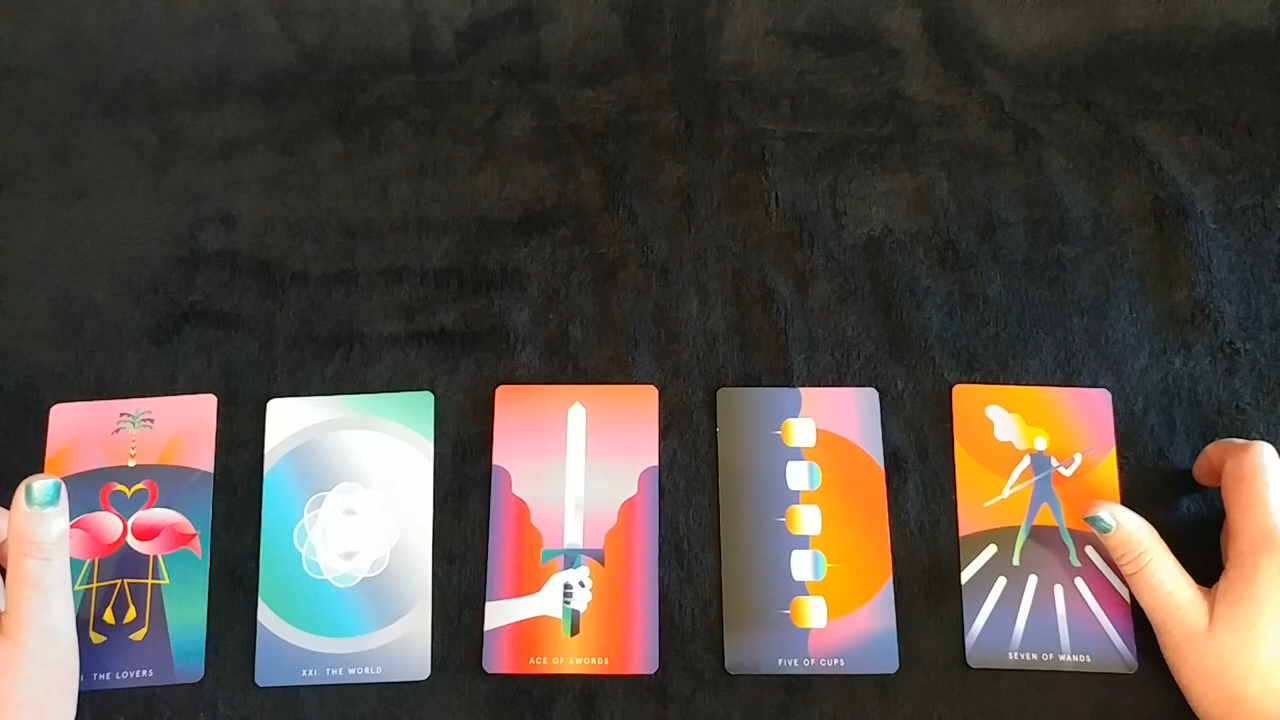 I. THE LOVERS
XXI. THE WORLD
ACE OF SWORDS
FIVE OF CUPS
SEVEN OF WANDS